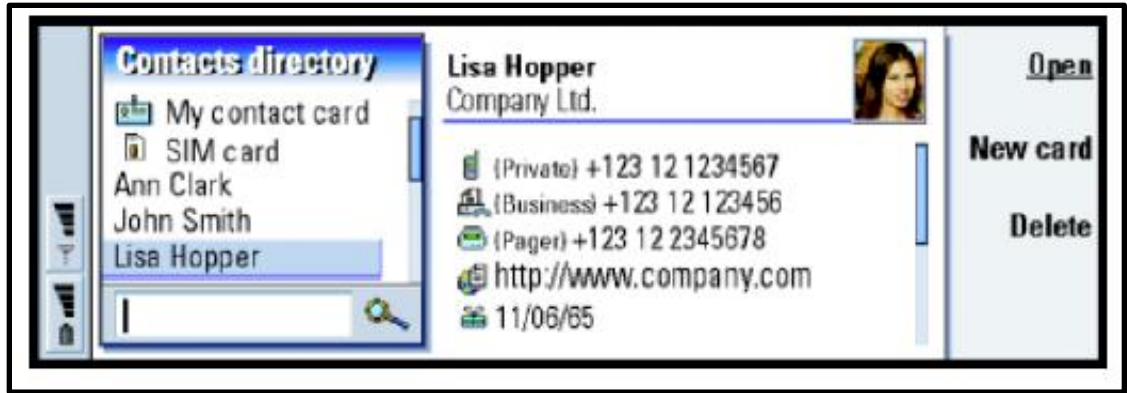 Contacts directory
My contact card
SIM card
Ann Clark
John Smith
Lisa Hopper
Lisa Hopper
Company Ltd.
(Private) +123 12 1234567
(Business) +123 12 123456
(Pager) +123 12 2345678
http://www.company.com
11/06/65
Open
New card
Delete